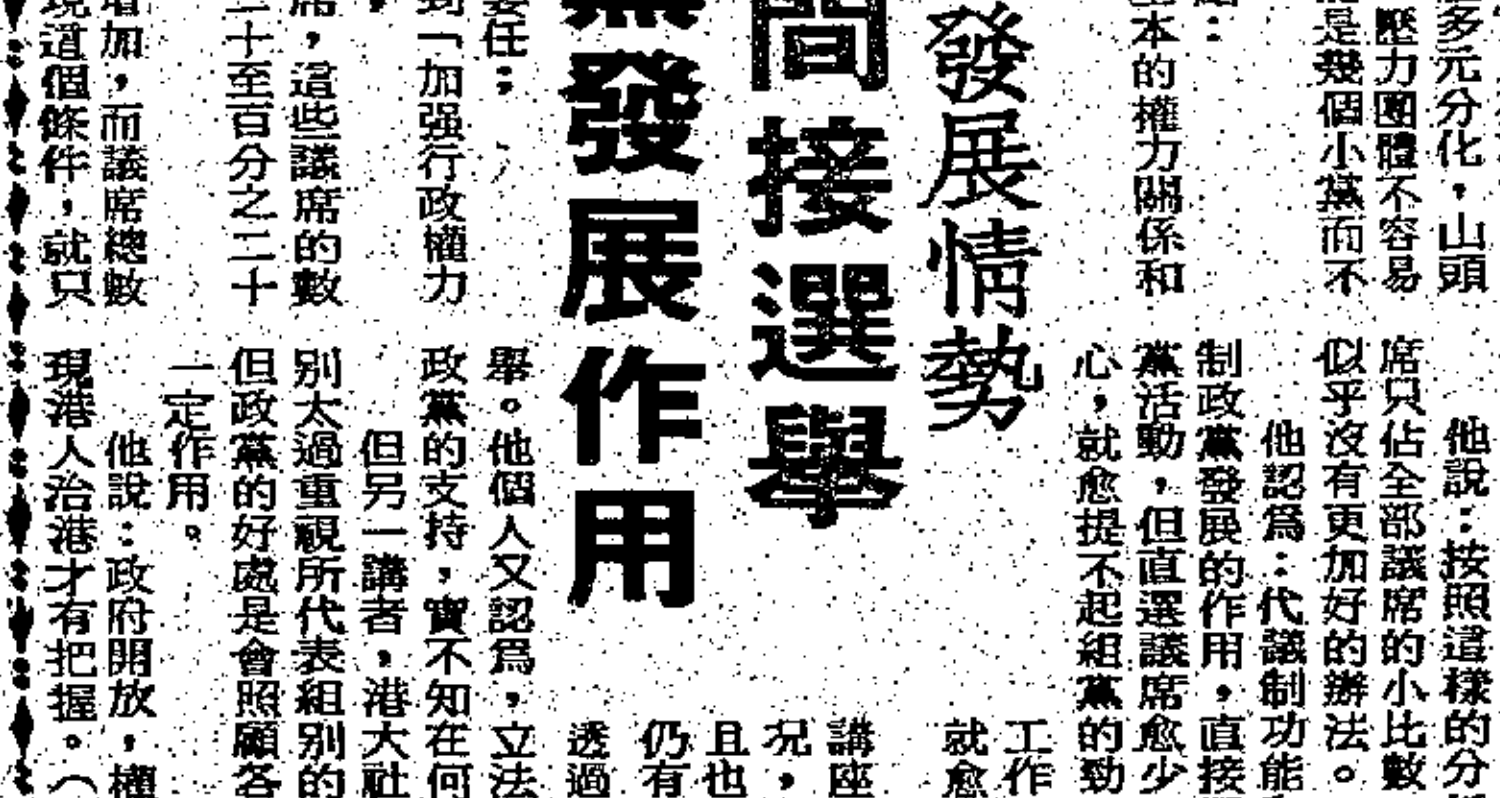 多元分化，山頭
壓力團體不容易
是幾個小黨而不
本的權力關係和
發展情勢
間接選舉
黨發展作用
委任；
到「加强行政權力
席，這些議席的數
二十至百分之二十
增加，而議席總數
現這個條件，就只
他說：按照這樣的分
席只佔全部議席的小比數
似乎沒有更加好的辦法。
他認爲：代議制功能
制政黨發展的作用，直接
黨活動，但直選議席愈少
心，就愈提不起組黨的勁
工作
就愈
講座
況，
且也
仍有
透過
舉。他個人又認爲，立法
政黨的支持，實不知在何
但另一講者，港大社
別太過重視所代表組別的
但政黨的好處是會照顧各
一定作用。
他說：政府開放，權
現港人治港才有把握。（